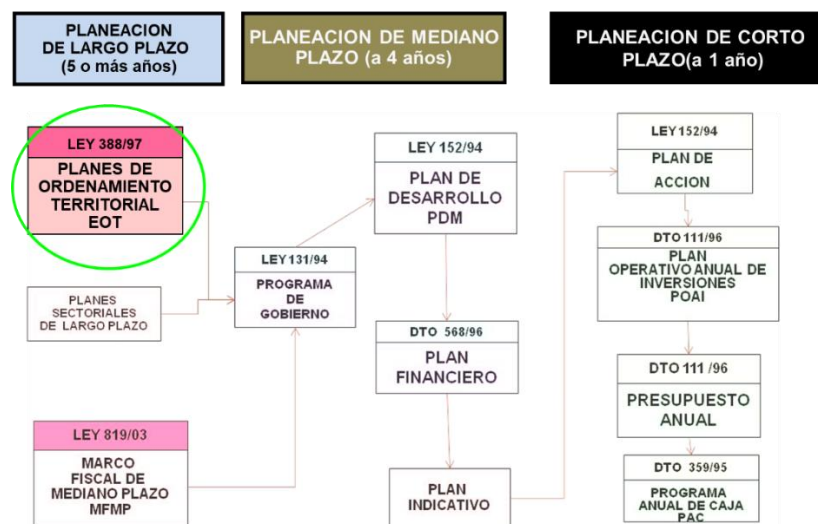 PLANEACION
DE LARGO PLAZO
(5 o más años)
PLANEACION DE MEDIANO
PLAZO (a 4 años)
PLANEACION DE CORTO
PLAZO(a 1 año)
LEY 388/97
PLANES DE
ORDENAMIENTO
TERRITORIAL
EOT
PLANES
SECTORIALES
DE LARGO PLAZO
LEY 819/03
MARCO
FISCAL DE
MEDIANO PLAZO
MFMP
LEY 131/94
PROGRAMA
DE
GOBIERNO
LEY 152/94
PLAN DE
DESARROLLO
PDM
DTO 568/96
PLAN
FINANCIERO
PLAN
INDICATIVO
LEY 152/94
PLAN DE
ACCION
DTO 111/96
PLAN
OPERATIVO ANUAL DE
INVERSIONES
POAI
DTO 111 /96
PRESUPUESTO
ANUAL
DTO 359/95
PROGRAMA
ANUAL DE CAJA
PAC